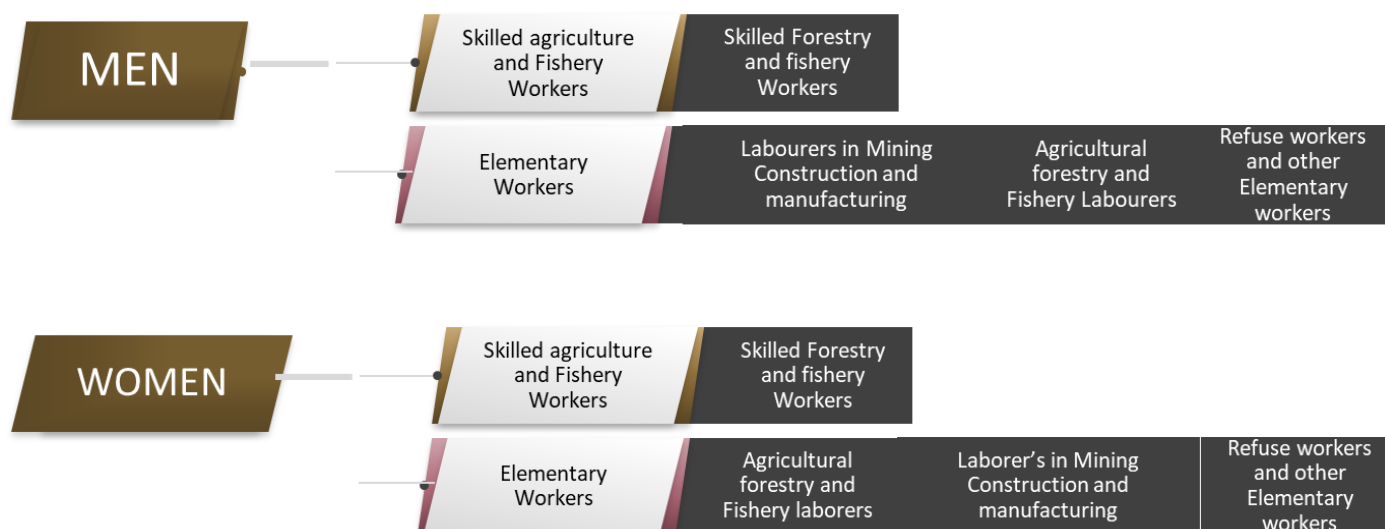 MEN
Skilled agriculture
and Fishery
Workers
Skilled Forestry
and fishery
Workers
Elementary
Workers
Labourers in Mining
Construction and
manufacturing
Agricultural
forestry and
Fishery Labourers
Refuse workers
and other
Elementary
workers
WOMEN
Skilled agriculture
and Fishery
Workers
Skilled Forestry
and fishery
Workers
Elementary
Workers
Agricultural
forestry and
Fishery laborers
Laborer’s in Mining
Construction and
manufacturing
Refuse workers
and other
Elementary
workers